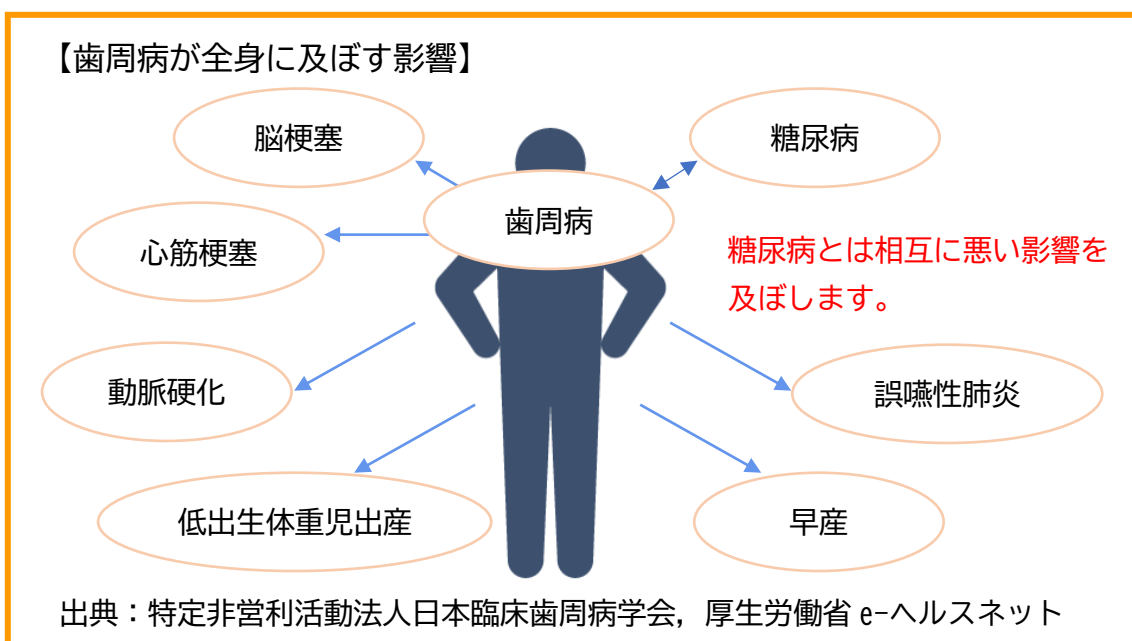 【歯周病が全身に及ぼす影響】
脳梗塞
糖尿病
歯周病
心筋梗塞
糖尿病とは相互に悪い影響を
及ぼします。
動脈硬化
誤嚥性肺炎
低出生体重児出産
早産
出典：特定非営利活動法人日本臨床歯周病学会，厚生労働省 e-ヘルスネット